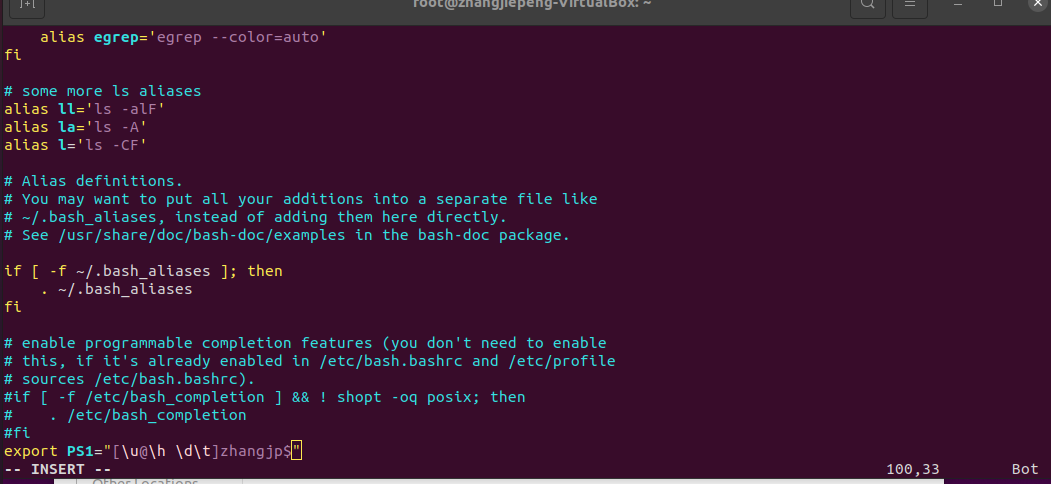 root@zhangjiepeng-VirtualBox: ~
    alias egrep='egrep --color=auto'
fi

# some more ls aliases
alias ll='ls -alF'
alias la='ls -A'
alias l='ls -CF'

# Alias definitions.
# You may want to put all your additions into a separate file like
# ~/.bash_aliases, instead of adding them here directly.
# See /usr/share/doc/bash-doc/examples in the bash-doc package.

if [ -f ~/.bash_aliases ]; then
    . ~/.bash_aliases
fi

# enable programmable completion features (you don't need to enable
# this, if it's already enabled in /etc/bash.bashrc and /etc/profile
# sources /etc/bash.bashrc).
#if [ -f /etc/bash_completion ] && ! shopt -oq posix; then
#    . /etc/bash_completion
#fi
export PS1="[\u@\h \d\t]zhangjp$"
-- INSERT --                                                                                       100,33        Bot
Other Locations